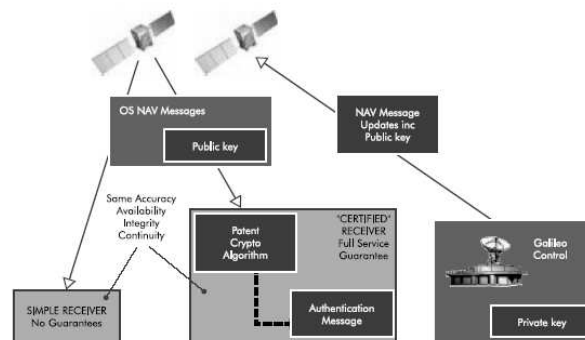 OS NAV Messages
Public key
NAV Message
Updates inc
Public key
Same Accuracy
Availability
Integrity
Continuity
Patent
Crypto
Algorithm
"CERTIFIED"
RECEIVER
Full Service
Guarantee
Galileo
Control
SIMPLE RECEIVER
No Guarantees
Authentication
Message
Private key